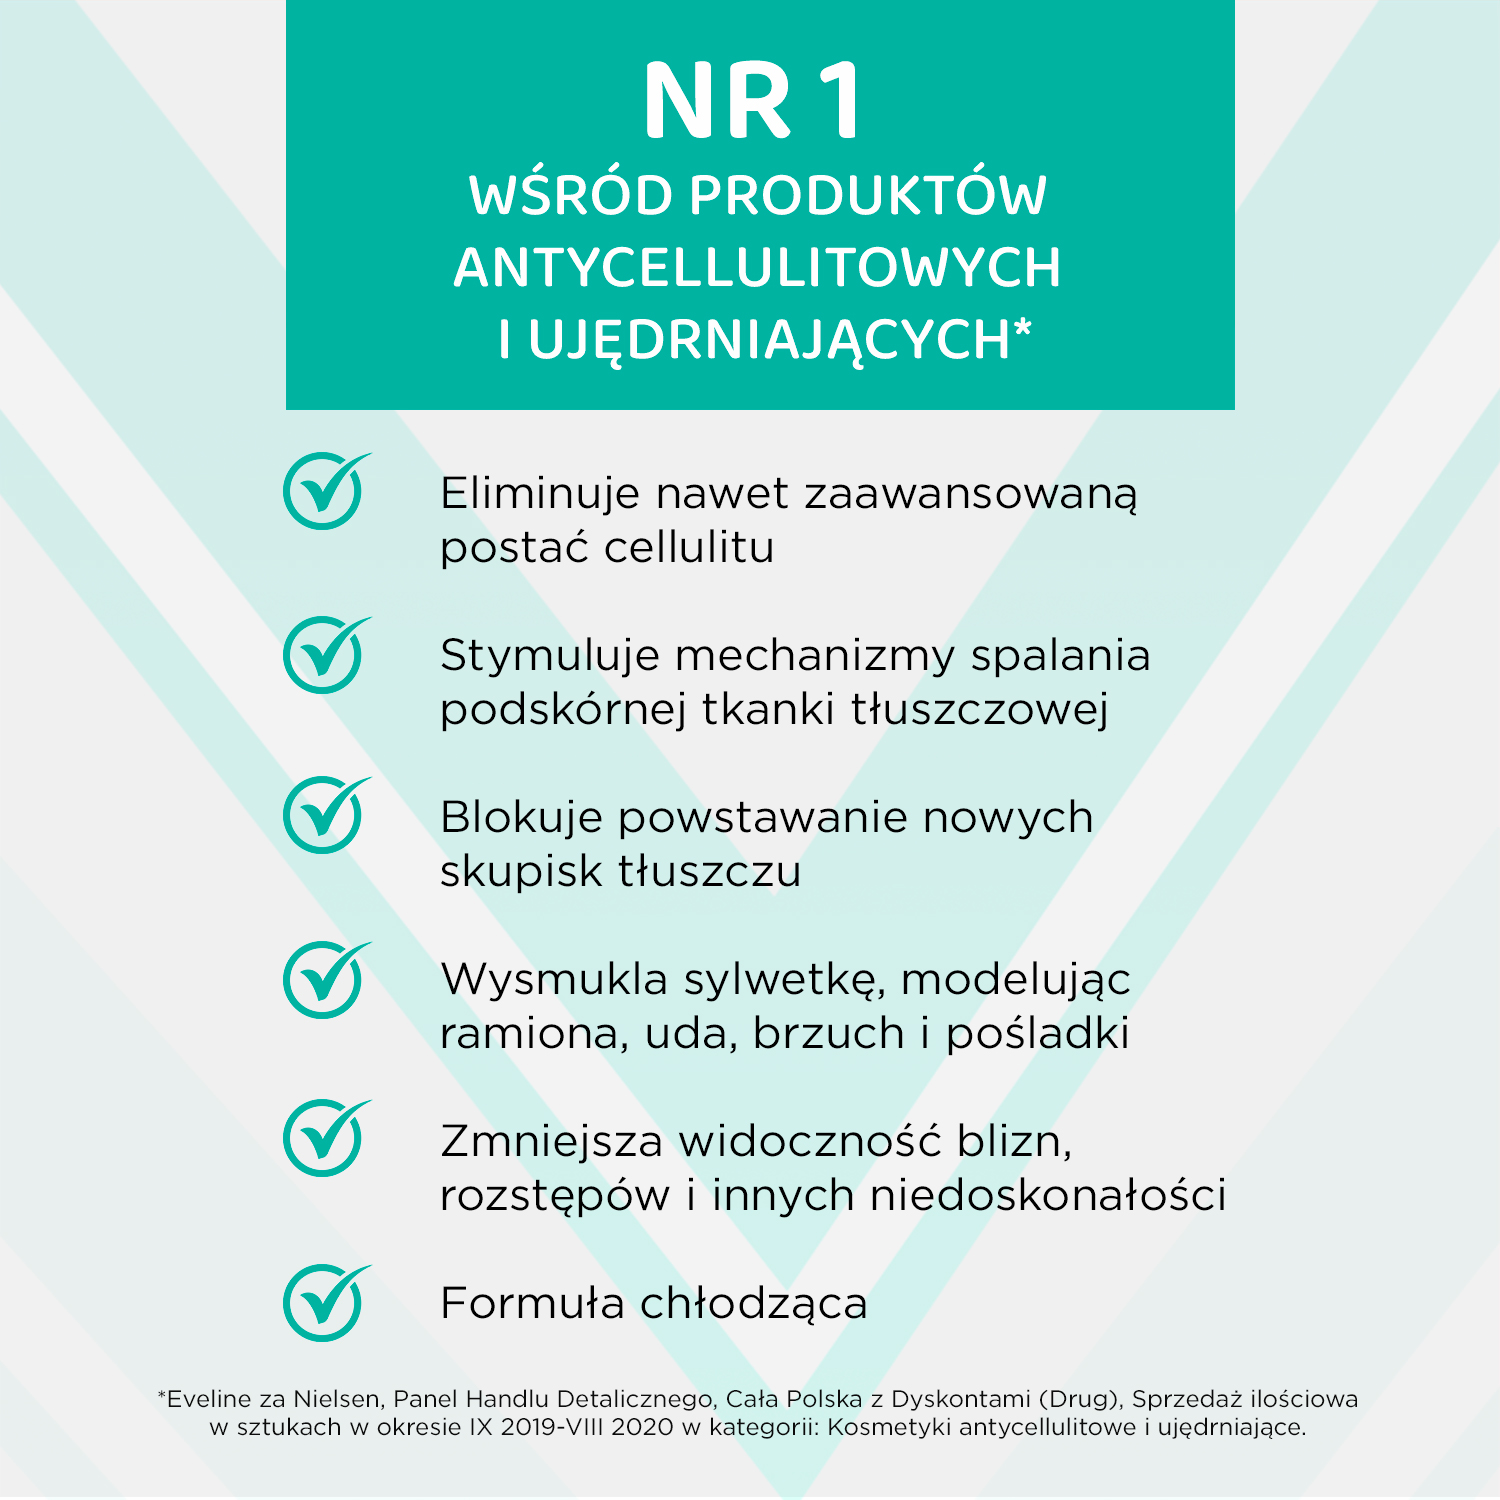 NR 1
WŚRÓD PRODUKTÓW
ANTYCELLULITOWYCH
I UJĘDRNIAJĄCYCH*
Eliminuje nawet zaawansowaną
postać cellulitu
Stymuluje mechanizmy spalania
podskórnej tkanki tłuszczowej
Blokuje powstawanie nowych
skupisk tłuszczu
Wysmukla sylwetkę, modelując
ramiona, uda, brzuch i pośladki
Zmniejsza widoczność blizn,
rozstępów i innych niedoskonałości
Formuła chłodząca
*Eveline za Nielsen, Panel Handlu Detalicznego, Cała Polska z Dyskontami (Drug), Sprzedaż ilościowa
w sztukach w okresie IX 2019-VIII 2020 w kategorii: Kosmetyki antycellulitowe i ujędrniające.